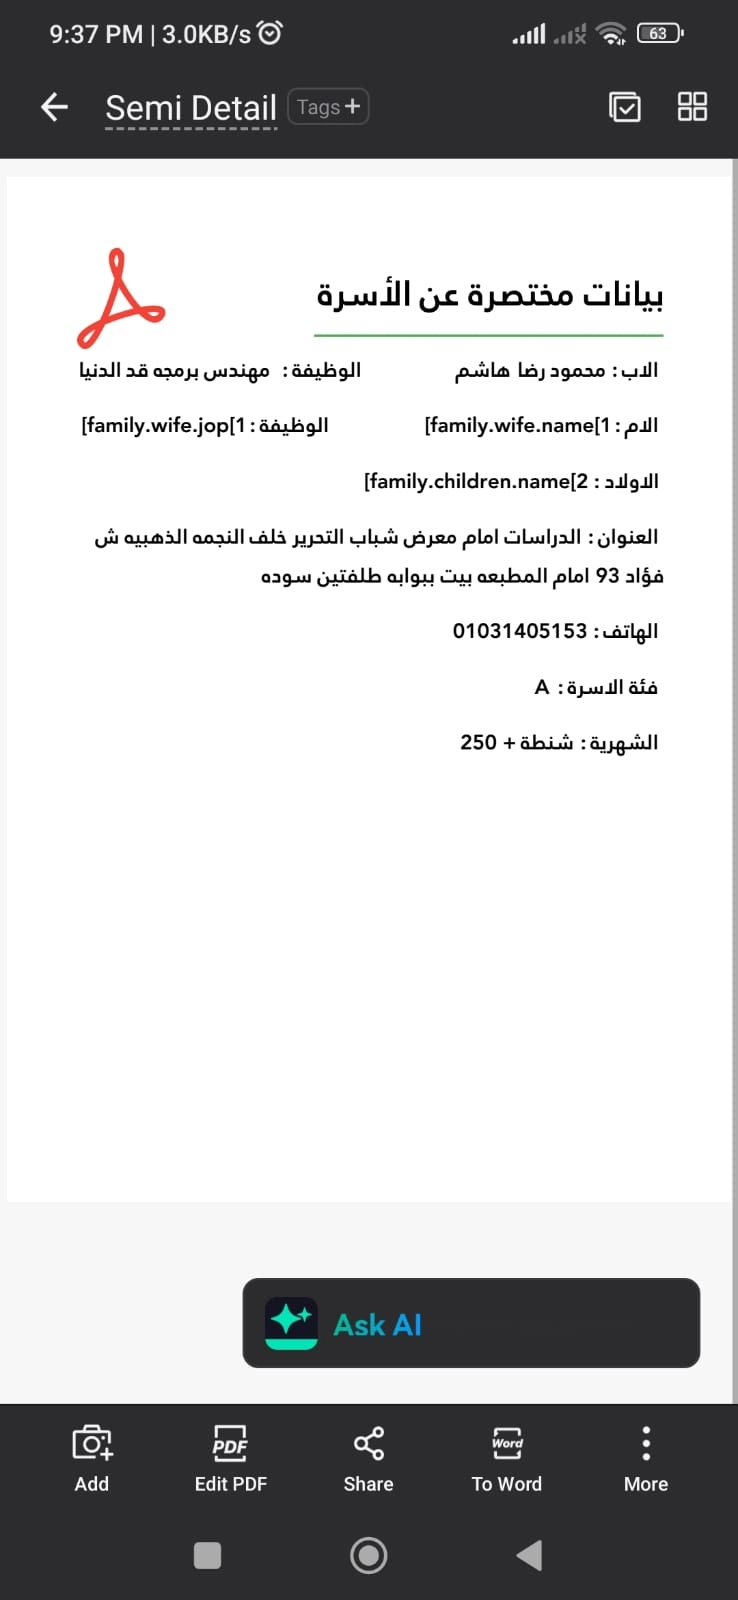 9:37 PM | 3.0KB/s
63
Semi Detail
Tags +
بيانات مختصرة عن الأسرة
الاب : محمود رضا هاشم الوظيفة : مهندس برمجه قد الدنيا
الام : [family.wife.name[1 الوظيفة : [family.wife.jop[1
الاولاد : [family.children.name[2
العنوان : الدراسات امام معرض شباب التحرير خلف النجمه الذهبيه ش
فؤاد 93 امام المطبعه بيت ببوابه طلفتين سوده
الهاتف : 01031405153
فئة الاسرة : A
الشهرية : شنطة + 250
Ask AI
Add
PDF
Edit PDF
Share
Word
To Word
More